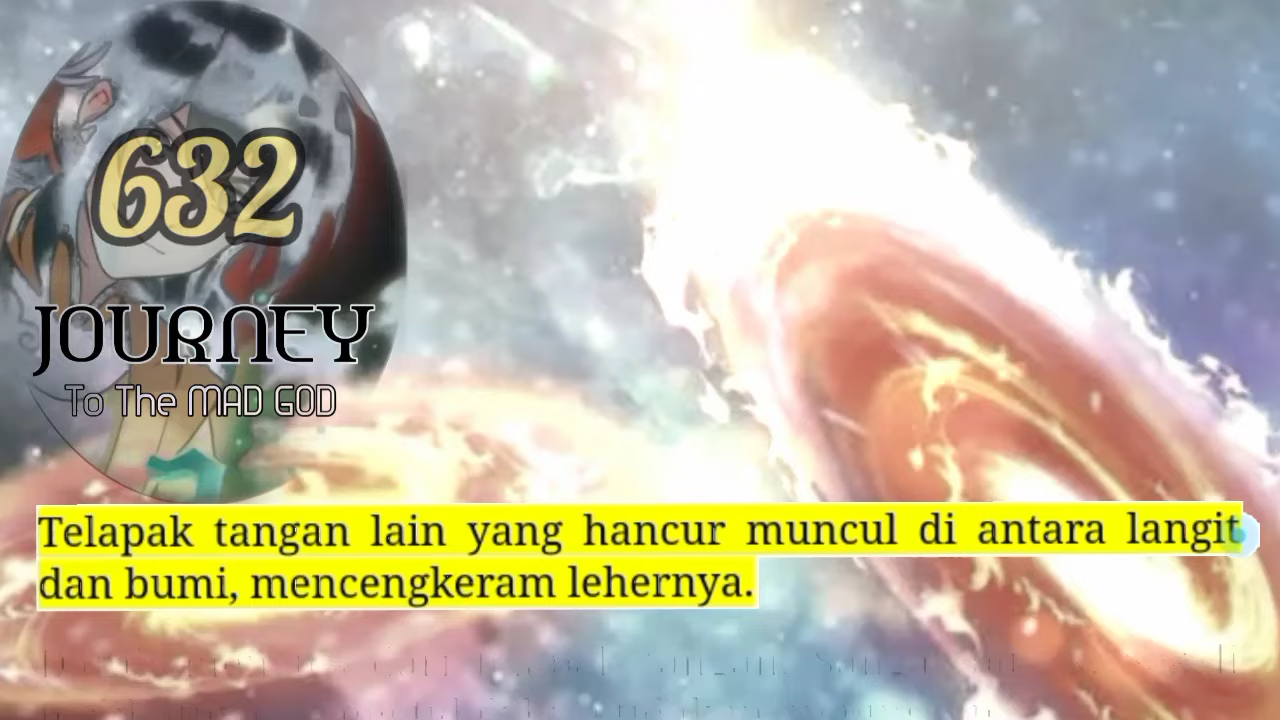 632
JOURNEY
To The MAD GOD
Telapak tangan lain yang hancur muncul di antara langit
dan bumi, mencengkeram lehernya.